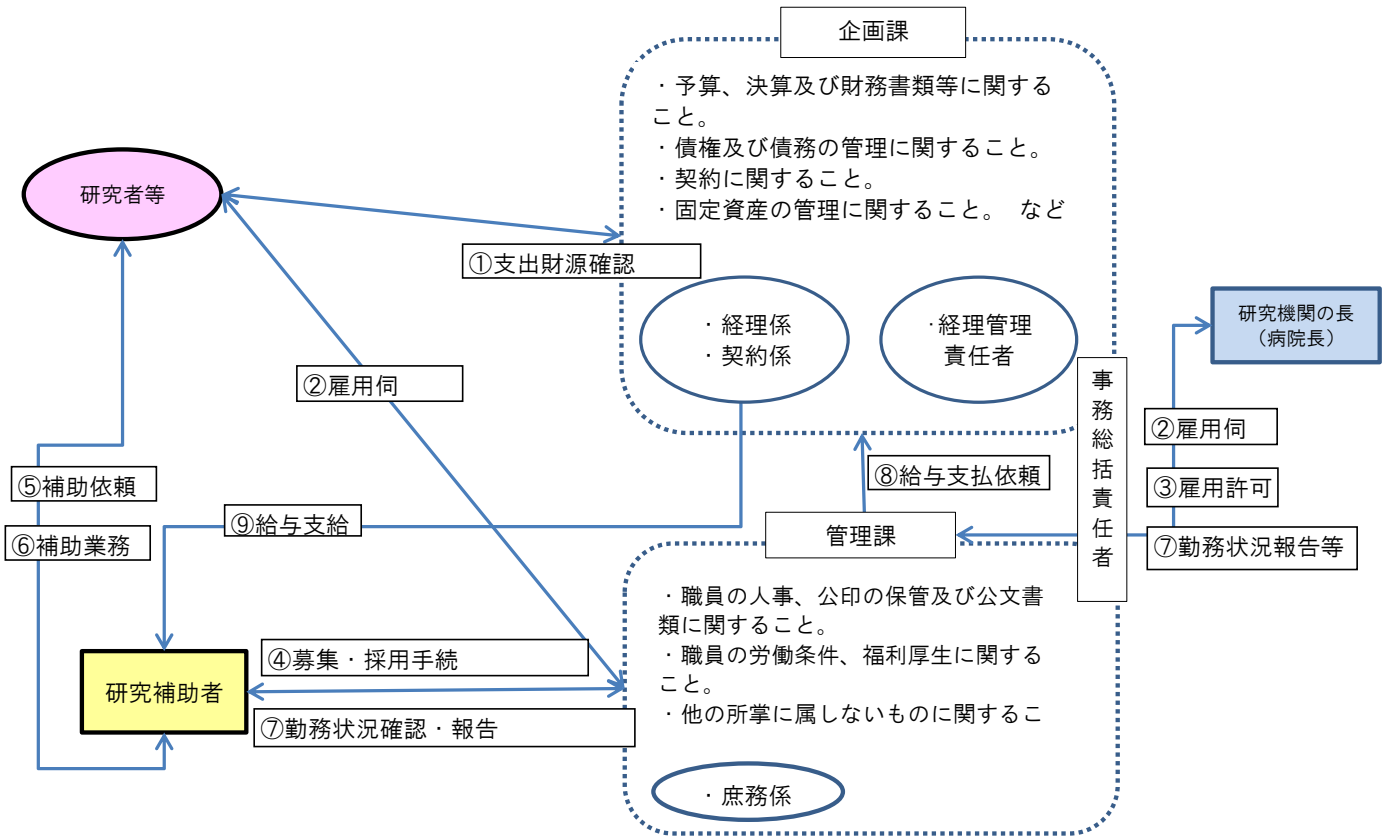 企画課
・予算、決算及び財務書類等に関する
こと。
・債権及び債務の管理に関すること。
・契約に関すること。
・固定資産の管理に関すること。 など
研究者等
①支出財源確認
・経理係
・契約係
・経理管理
責任者
研究機関の長
（病院長）
②雇用伺
事務総括責任者
②雇用伺
③雇用許可
⑦勤務状況報告等
⑤補助依頼
⑥補助業務
⑧給与支払依頼
⑨給与支給
管理課
・職員の人事、公印の保管及び公文書
類に関すること。
・職員の労働条件、福利厚生に関する
こと。
・他の所掌に属しないものに関するこ
④募集・採用手続
研究補助者
⑦勤務状況確認・報告
・庶務係